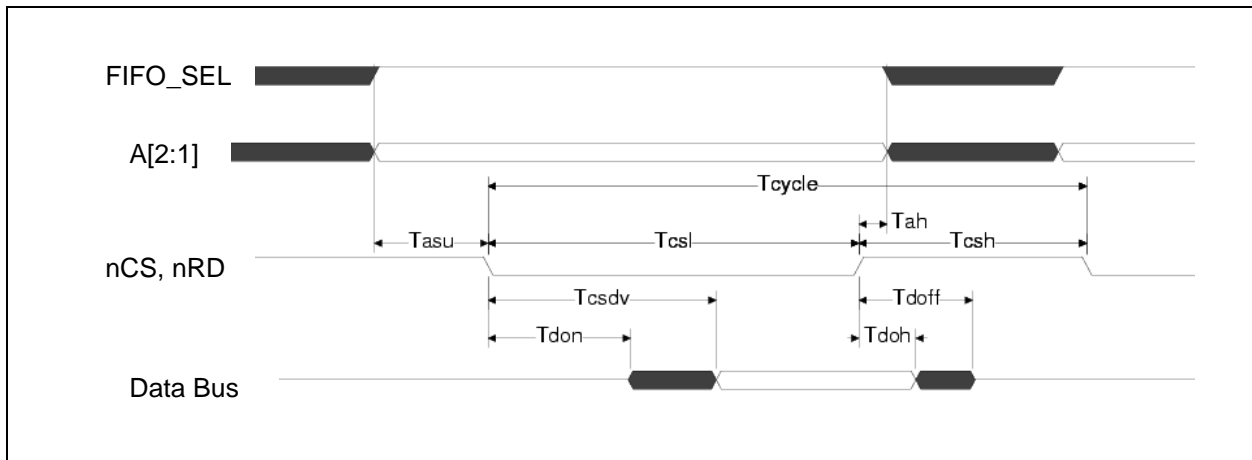 FIFO_SEL
A[2:1]
Tcycle
Tah
Tasu
Tcsl
Tcsh
nCS, nRD
Tcsdv
Tdoff
Tdon
Tdoh
Data Bus